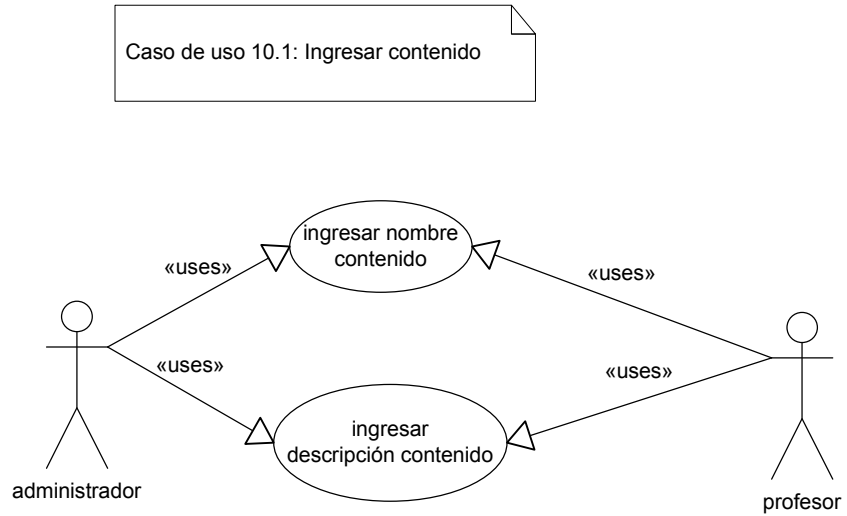 Caso de uso 10.1: Ingresar contenido
ingresar nombre
contenido
«uses»
«uses»
«uses»
«uses»
ingresar
descripción contenido
administrador
profesor